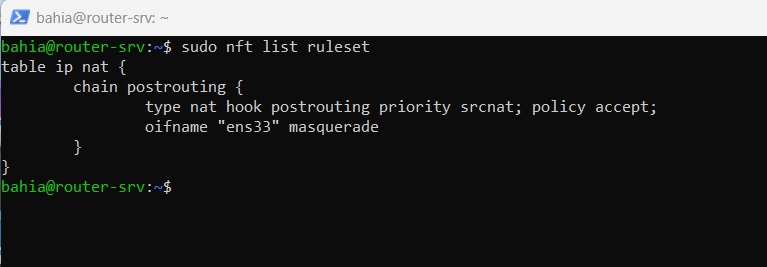 bahia@router-srv: ~
bahia@router-srv:~$ sudo nft list ruleset
table ip nat {
        chain postrouting {
                type nat hook postrouting priority srcnat; policy accept;
                oifname "ens33" masquerade
        }
}
bahia@router-srv:~$